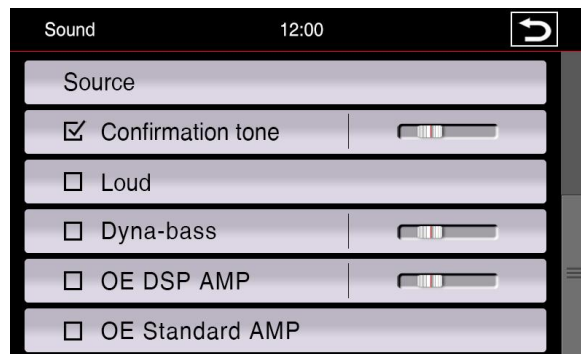 Sound 12:00
Source
Confirmation tone
Loud
Dyna-bass
OE DSP AMP
OE Standard AMP